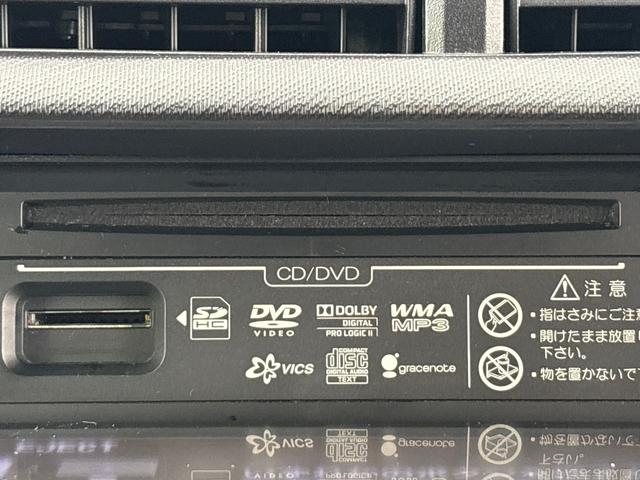 CD/DVD
SD
HC
DVD
VIDEO
DOLBY
DIGITAL
PRO LOGIC II
WMA
MP3
VICS
COMPACT
disc
DIGITAL AUDIO
TEXT
gracenote
注意
・指はさみにご注意
・開けたまま放置
下さい。
・物を置かないで下